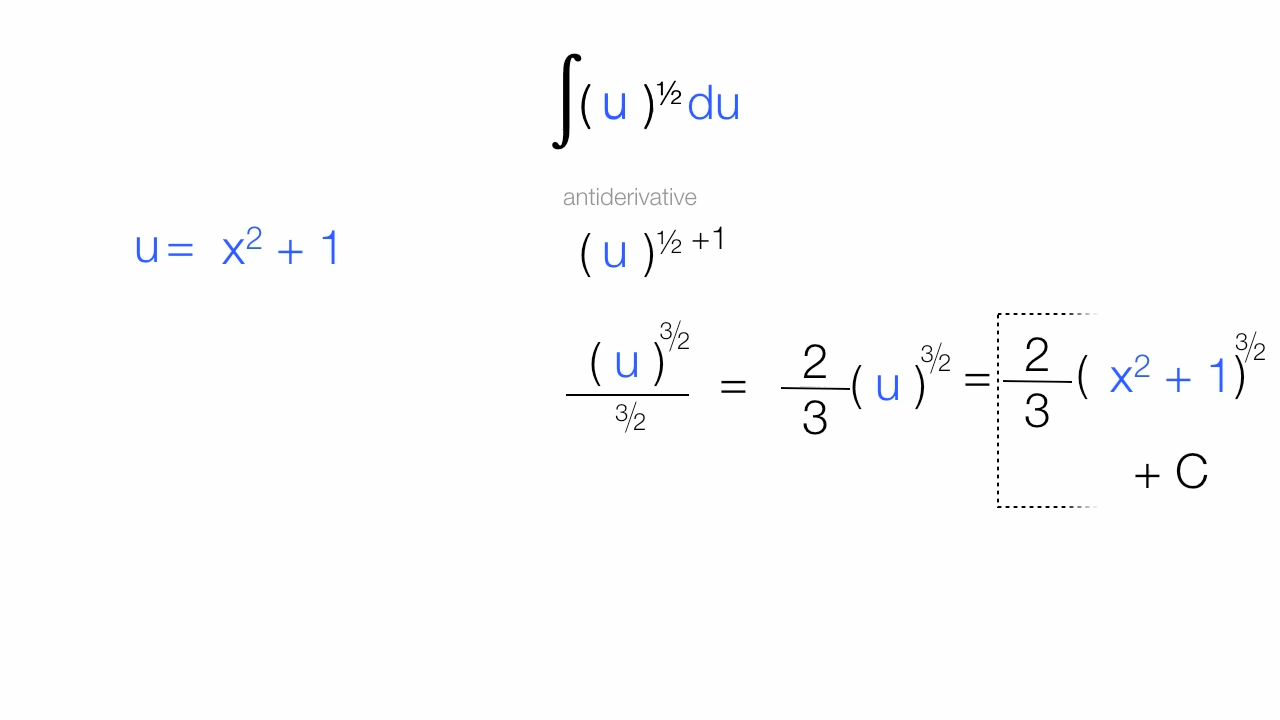 ∫( u )^½ du
antiderivative
( u )^½ +1
u = x² + 1
( u )^3/2 / 3/2 = 2/3 ( u )^3/2 = 2/3 ( x² + 1 )^3/2
+ C